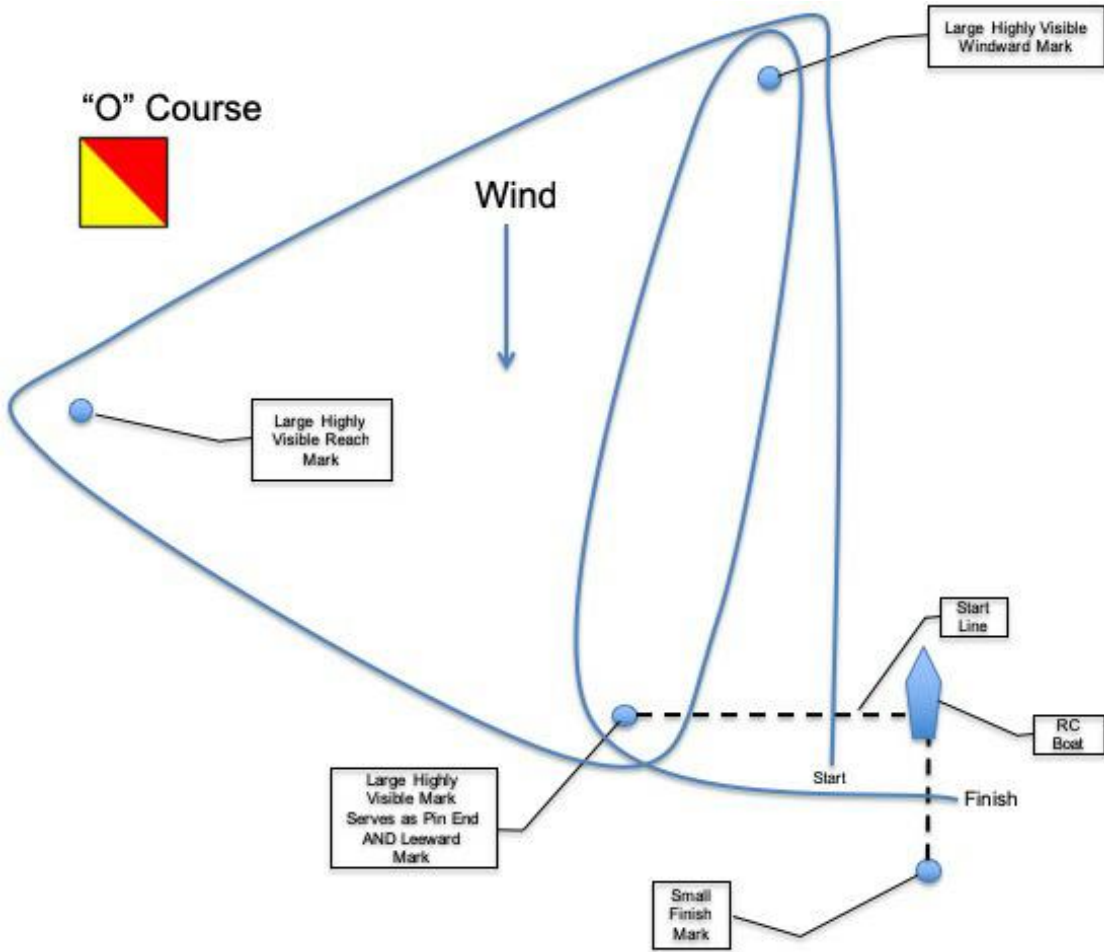 Large Highly Visible
Windward Mark
“O” Course
Wind
Large Highly
Visible Reach
Mark
Start
Line
RC
Boat
Start
Finish
Large Highly
Visible Mark
Serves as Pin End
AND Leeward
Mark
Small
Finish
Mark